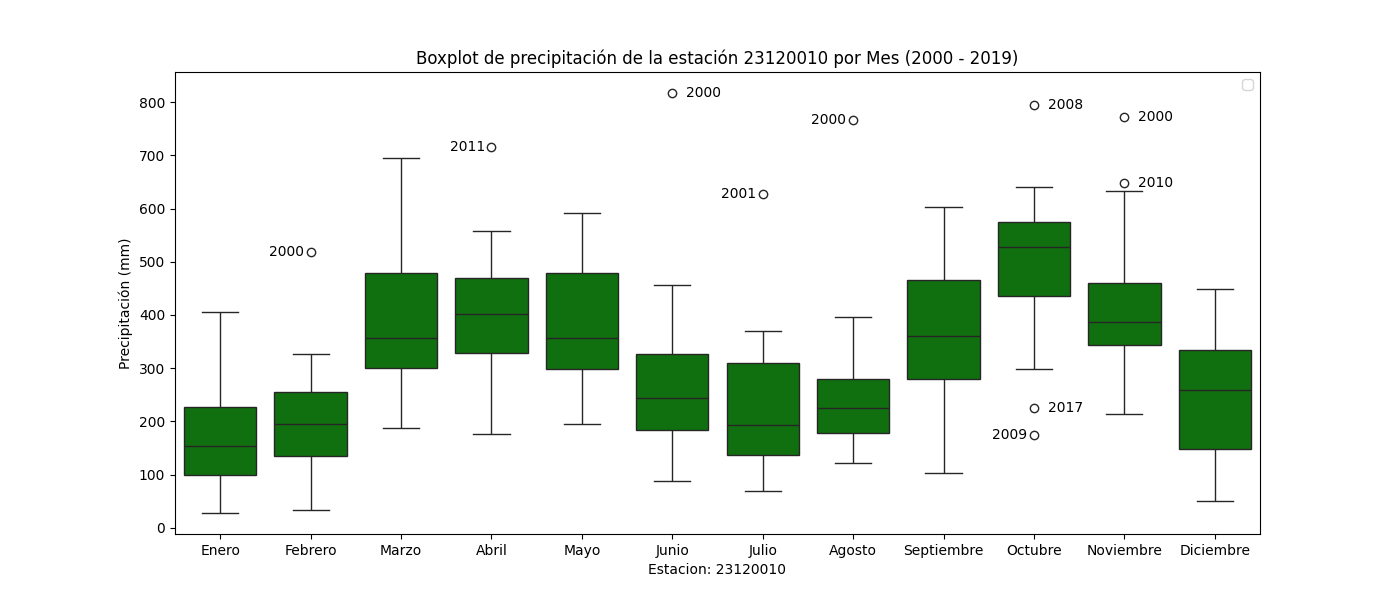 Boxplot de precipitación de la estación 23120010 por Mes (2000 - 2019)
Precipitación (mm)
800
700
600
500
400
300
200
100
0
2000
2011
2000
2001
2000
2008
2017
2009
2000
2010
Enero
Febrero
Marzo
Abril
Mayo
Junio
Julio
Agosto
Septiembre
Octubre
Noviembre
Diciembre
Estacion: 23120010